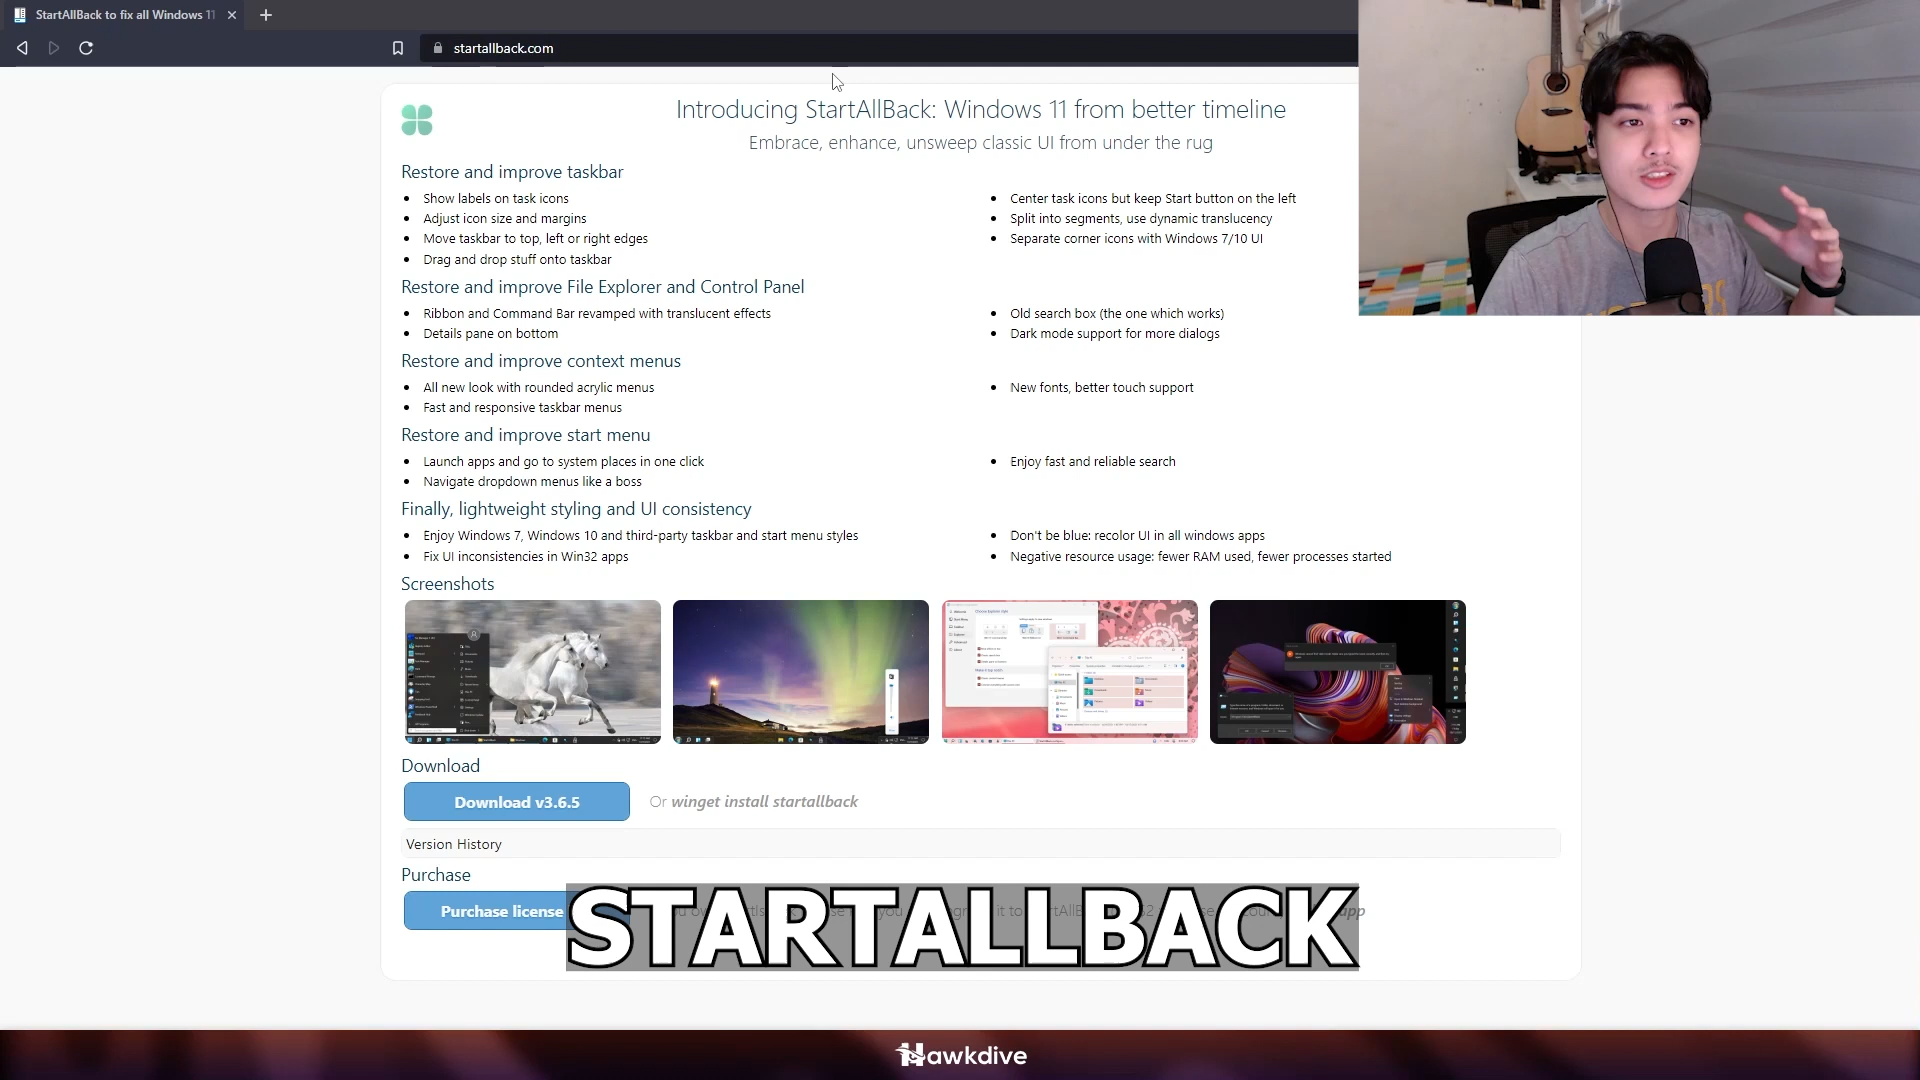 StartAllBack to fix all Windows 11
startallback.com
Introducing StartAllBack: Windows 11 from better timeline
Embrace, enhance, unsweep classic UI from under the rug
Restore and improve taskbar
Show labels on task icons
Adjust icon size and margins
Move taskbar to top, left or right edges
Drag and drop stuff onto taskbar
Center task icons but keep Start button on the left
Split into segments, use dynamic translucency
Separate corner icons with Windows 7/10 UI
Restore and improve File Explorer and Control Panel
Ribbon and Command Bar revamped with translucent effects
Details pane on bottom
Old search box (the one which works)
Dark mode support for more dialogs
Restore and improve context menus
All new look with rounded acrylic menus
Fast and responsive taskbar menus
New fonts, better touch support
Restore and improve start menu
Launch apps and go to system places in one click
Navigate dropdown menus like a boss
Enjoy fast and reliable search
Finally, lightweight styling and UI consistency
Enjoy Windows 7, Windows 10 and third-party taskbar and start menu styles
Fix UI inconsistencies in Win32 apps
Don't be blue: recolor UI in all windows apps
Negative resource usage: fewer RAM used, fewer processes started
Screenshots
Download
Download v3.6.5
Or winget install startallback
Version History
Purchase
Purchase license
app
STARTALLBACK
Hawkdive